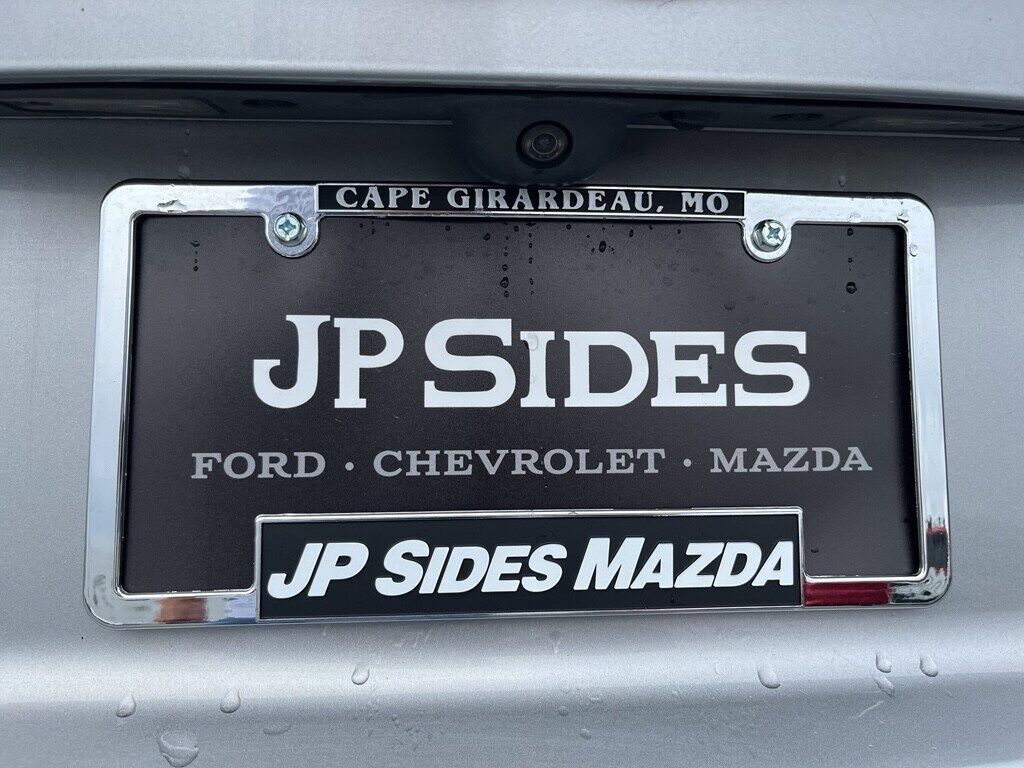 CAPE GIRARDEAU, MO
JP SIDES
FORD · CHEVROLET · MAZDA
JP SIDES MAZDA